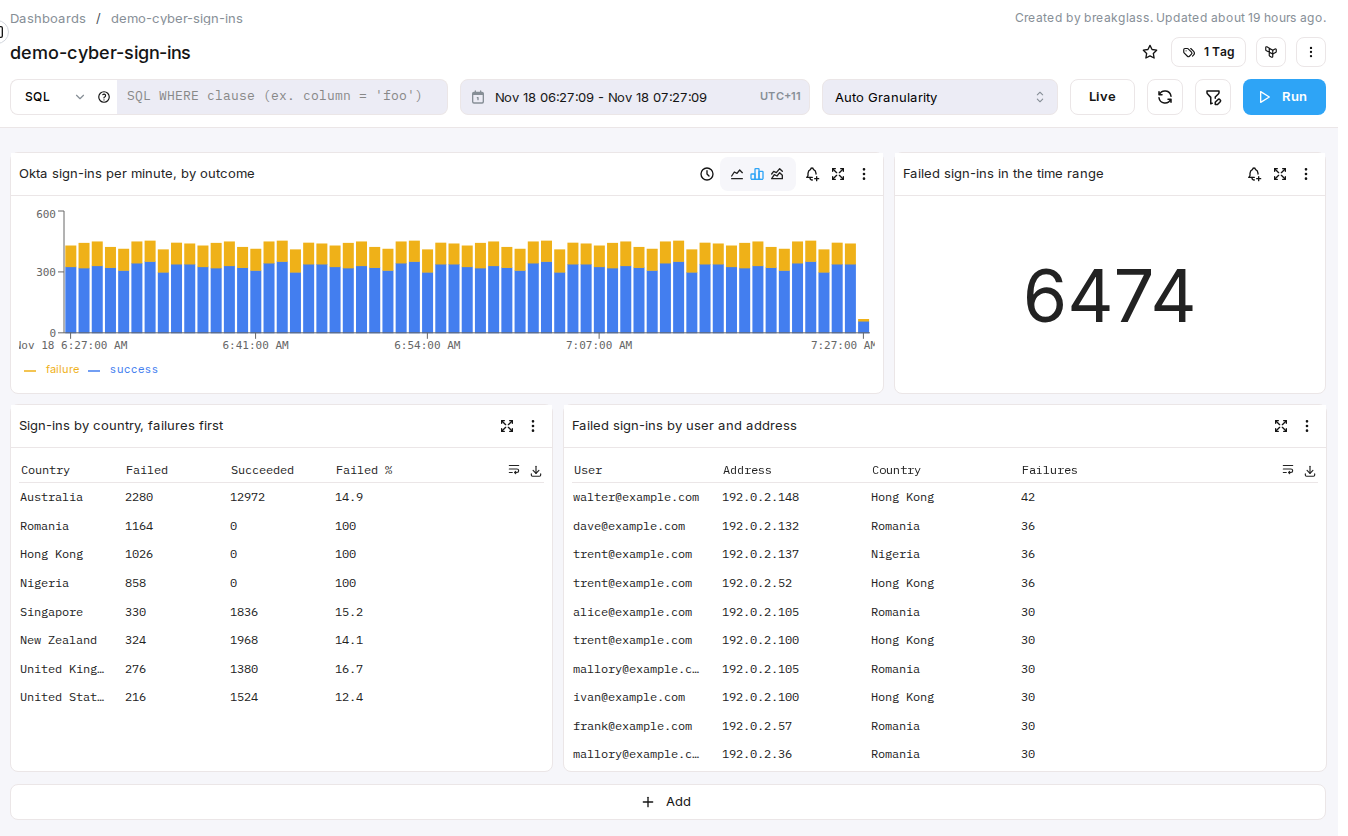 Dashboards / demo-cyber-sign-ins
Created by breakglass. Updated about 19 hours ago.
demo-cyber-sign-ins
1 Tag
SQL
SQL WHERE clause (ex. column = 'foo')
Nov 18 06:27:09 - Nov 18 07:27:09 UTC+11
Auto Granularity
Live
Run
Okta sign-ins per minute, by outcome
600
300
0
Nov 18 6:27:00 AM 6:41:00 AM 6:54:00 AM 7:07:00 AM 7:27:00 AM
failure success
Failed sign-ins in the time range
6474
Sign-ins by country, failures first
Country Failed Succeeded Failed %
Australia 2280 12972 14.9
Romania 1164 0 100
Hong Kong 1026 0 100
Nigeria 858 0 100
Singapore 330 1836 15.2
New Zealand 324 1968 14.1
United King… 276 1380 16.7
United Stat… 216 1524 12.4
Failed sign-ins by user and address
User Address Country Failures
walter@example.com 192.0.2.148 Hong Kong 42
dave@example.com 192.0.2.132 Romania 36
trent@example.com 192.0.2.137 Nigeria 36
trent@example.com 192.0.2.52 Hong Kong 36
alice@example.com 192.0.2.105 Romania 30
trent@example.com 192.0.2.100 Hong Kong 30
mallory@example.c… 192.0.2.105 Romania 30
ivan@example.com 192.0.2.100 Hong Kong 30
frank@example.com 192.0.2.57 Romania 30
mallory@example.c… 192.0.2.36 Romania 30
Add